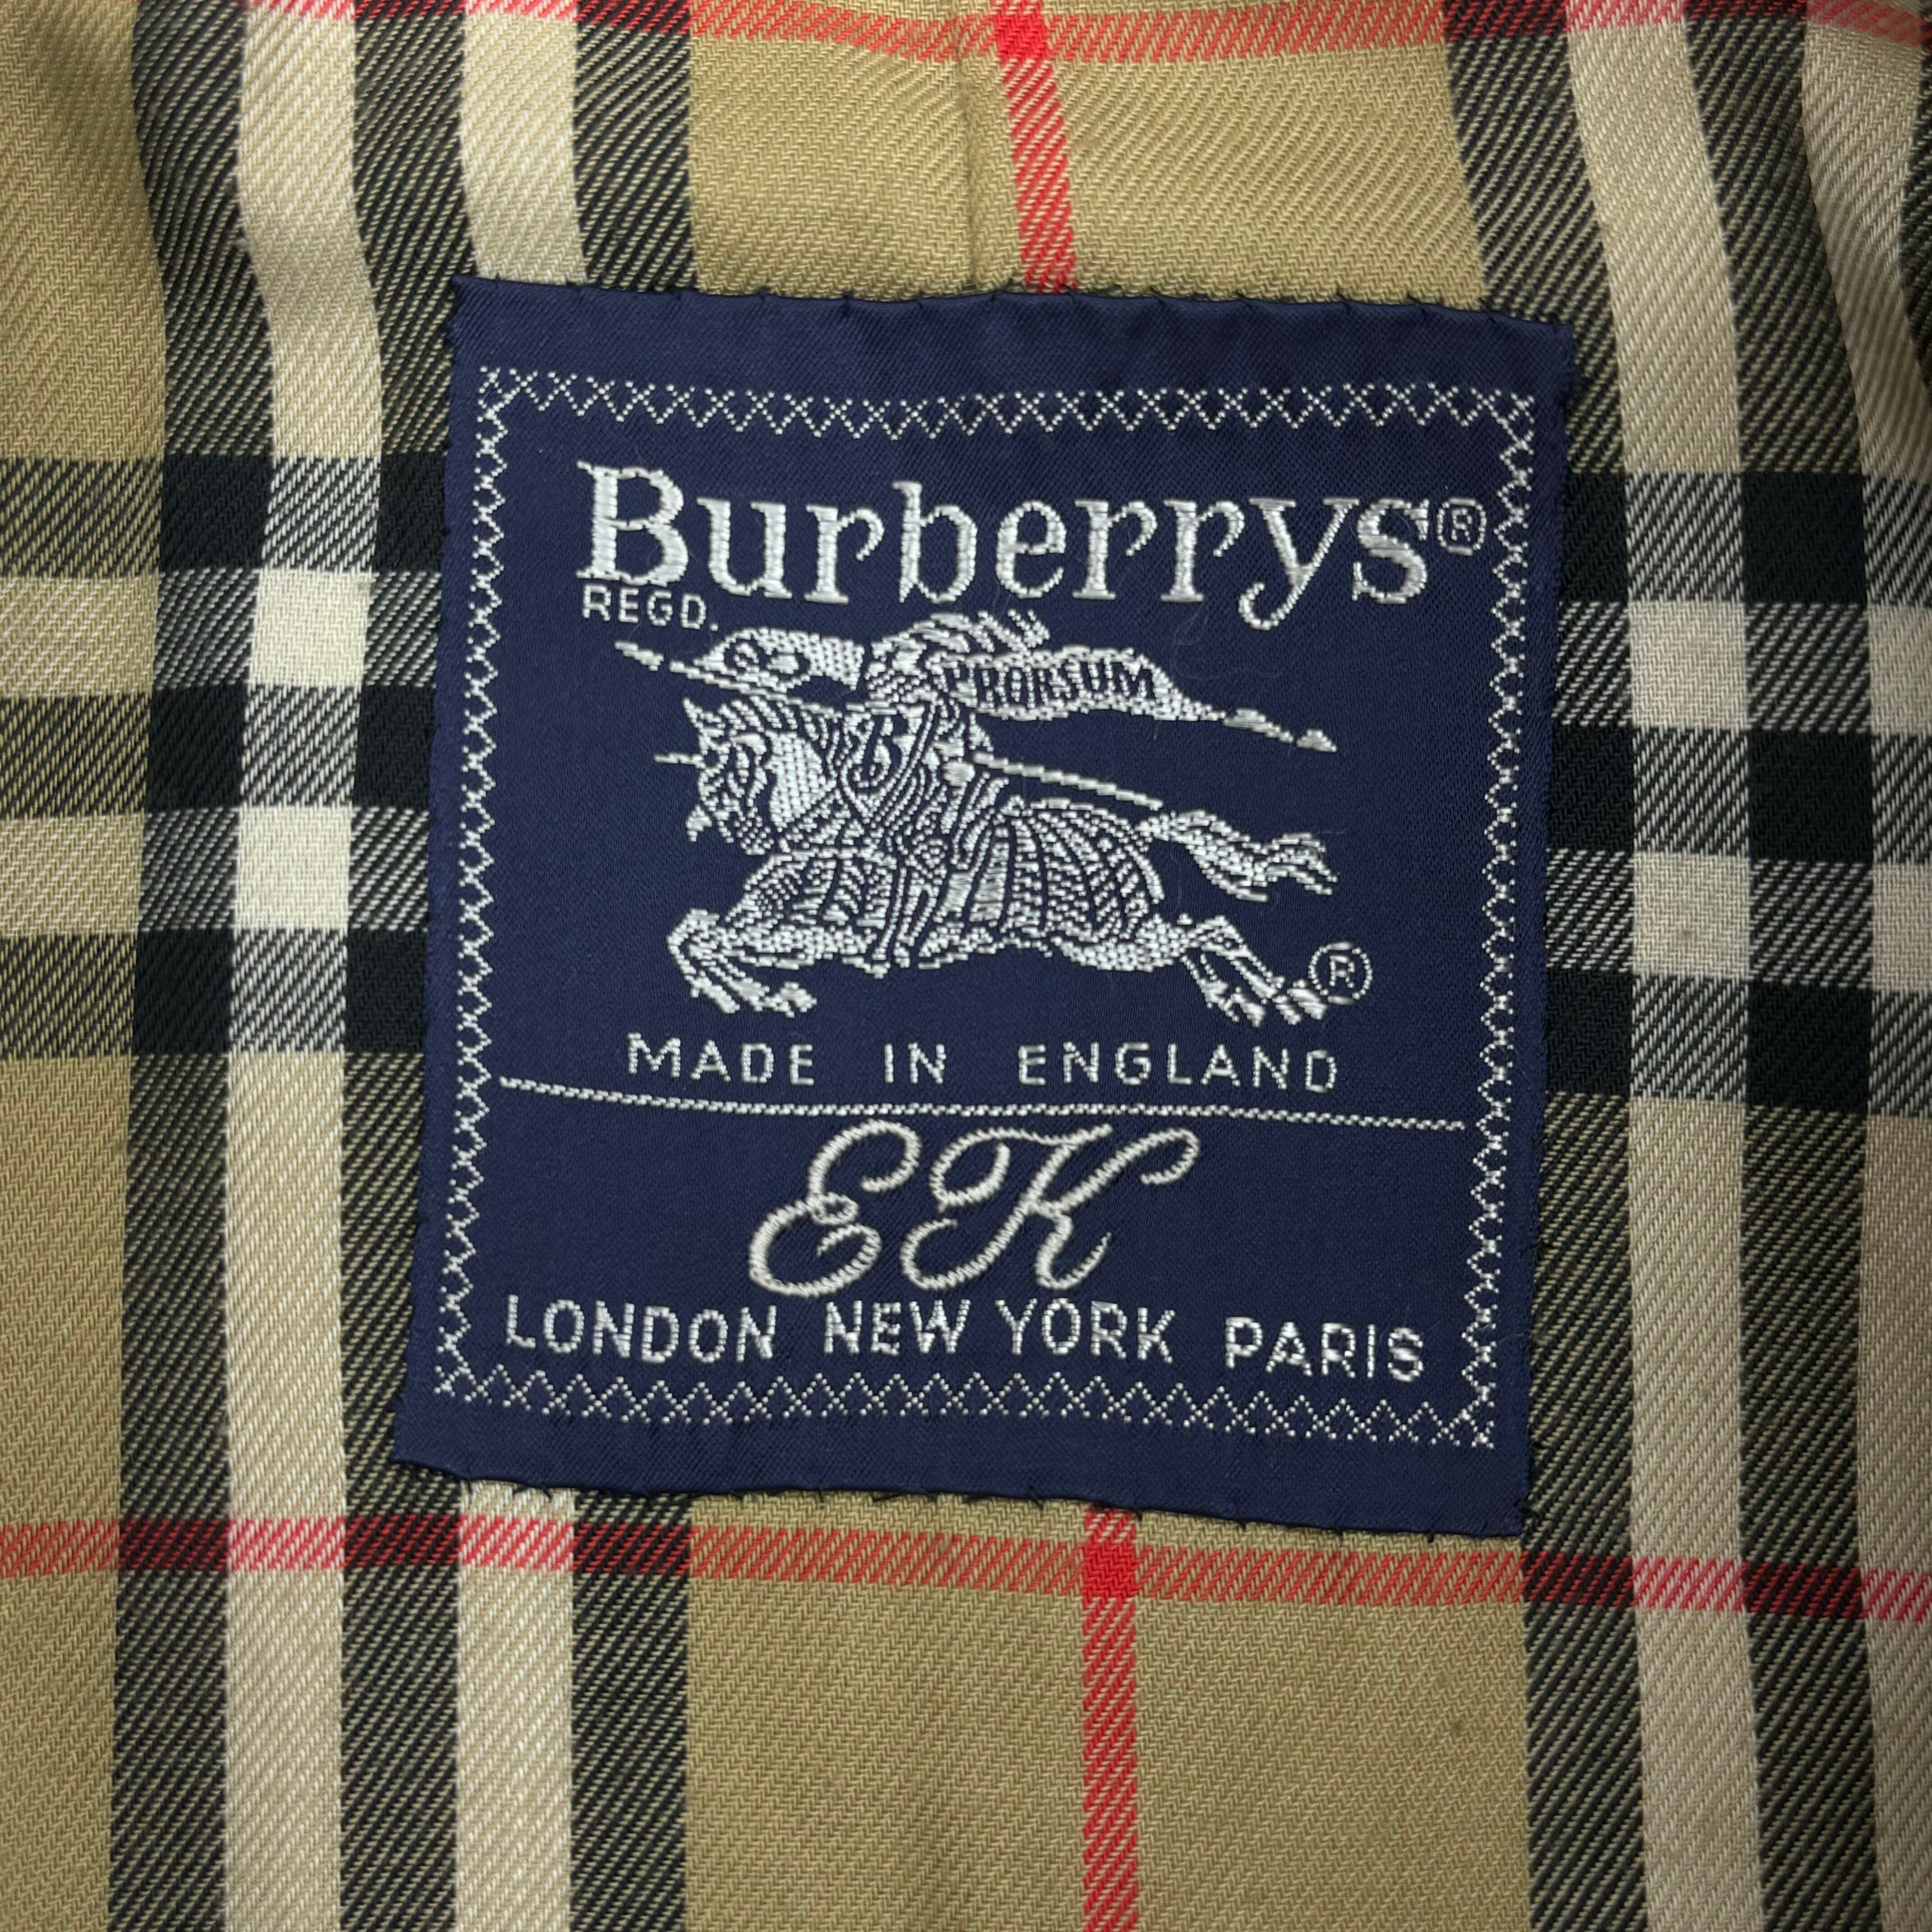 Burberrys®
REGD.
PRORSUM
B
®
MADE IN ENGLAND
EK
LONDON NEW YORK PARIS